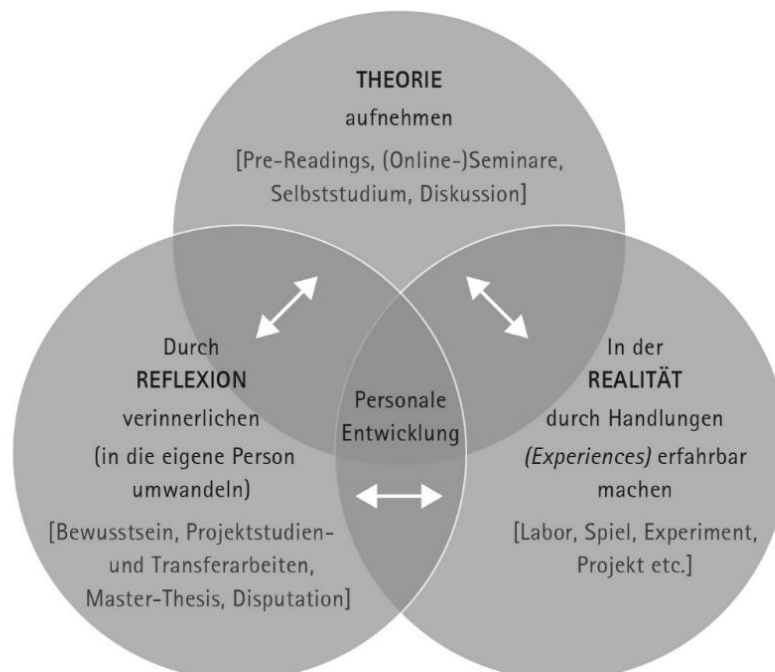 THEORIE
aufnehmen
[Pre-Readings, (Online-)Seminare,
Selbststudium, Diskussion]
Durch
REFLEXION
verinnerlichen
(in die eigene Person
umwandeln)
[Bewusstsein, Projektstudien-
und Transferarbeiten,
Master-Thesis, Disputation]
Personale
Entwicklung
In der
REALITÄT
durch Handlungen
(Experiences) erfahrbar
machen
[Labor, Spiel, Experiment,
Projekt etc.]